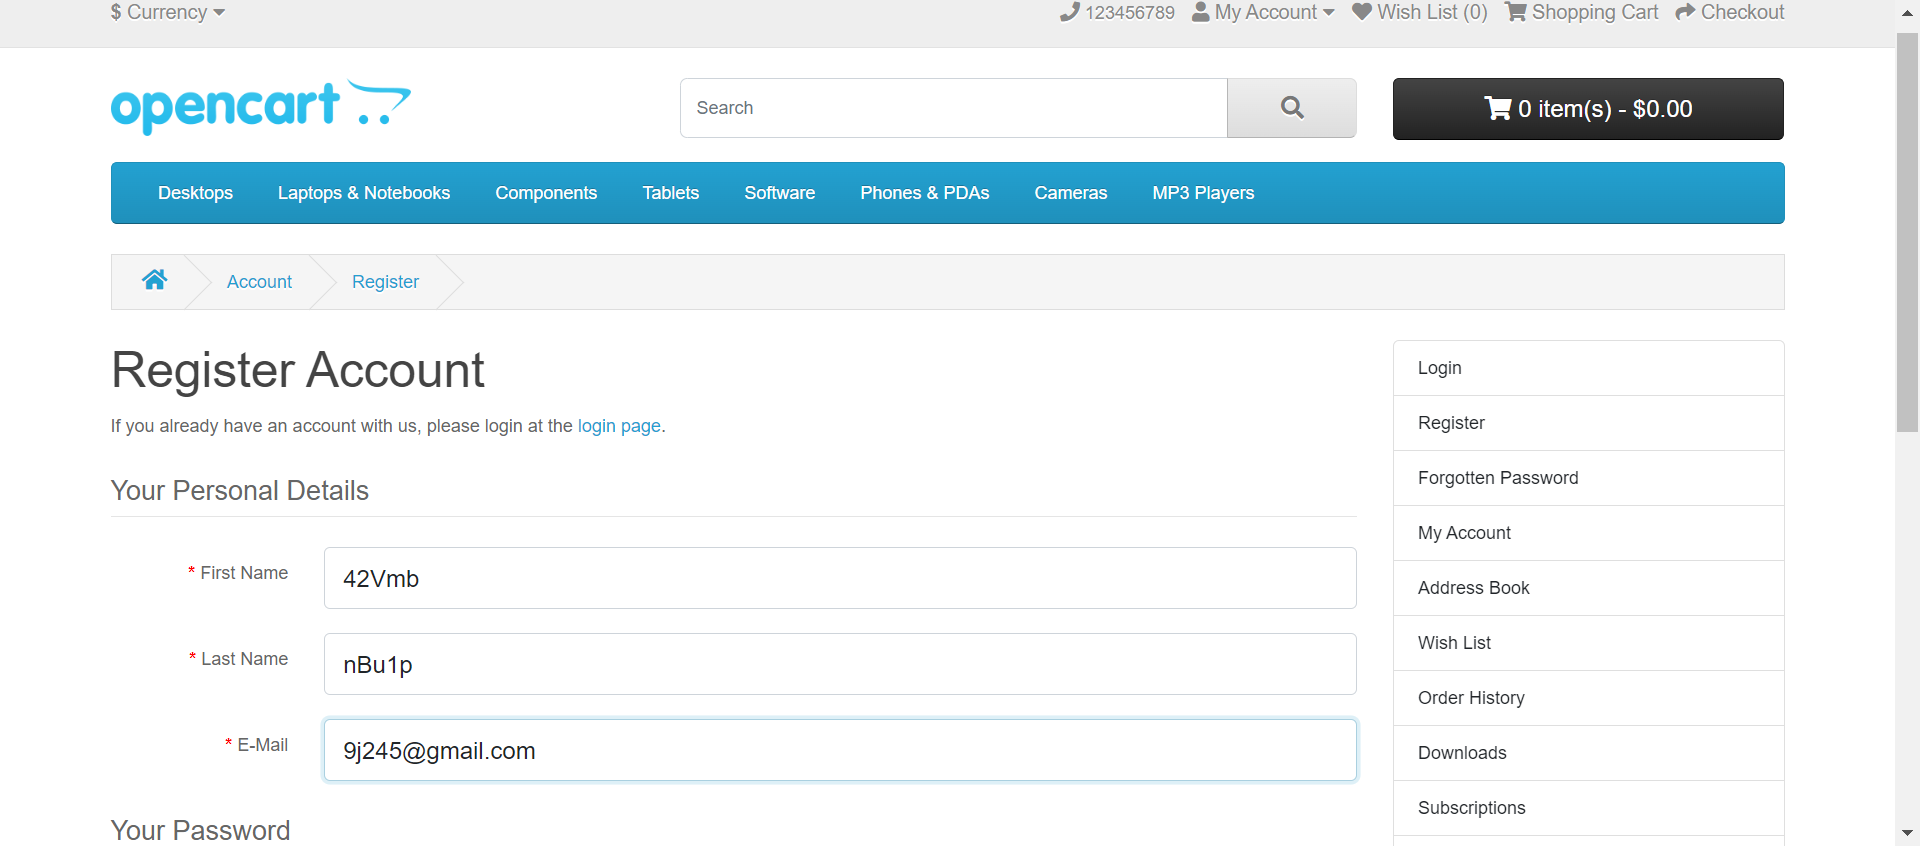 $ Currency 123456789 My Account Wish List (0) Shopping Cart Checkout
opencart Search 0 item(s) - $0.00
Desktops Laptops & Notebooks Components Tablets Software Phones & PDAs Cameras MP3 Players
Account Register
Register Account
If you already have an account with us, please login at the login page.
Your Personal Details
* First Name 42Vmb
* Last Name nBu1p
* E-Mail 9j245@gmail.com
Your Password
Login
Register
Forgotten Password
My Account
Address Book
Wish List
Order History
Downloads
Subscriptions